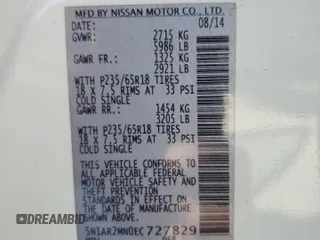 MFD BY NISSAN MOTOR CO., LTD.
DATE: 08/14
GVWR: 2715 KG
5986 LB
GAWR FR.: 1325 KG
2921 LB
WITH P235/65R18 TIRES
18 X 7.5 RIMS AT 33 PSI
COLD SINGLE
GAWR RR.: 1454 KG
3205 LB
WITH P235/65R18 TIRES
18 X 7.5 RIMS AT 33 PSI
COLD SINGLE
THIS VEHICLE CONFORMS TO
ALL APPLICABLE FEDERAL
MOTOR VEHICLE SAFETY AND
THEFT PREVENTION STANDARDS
IN EFFECT ON THE DATE OF
MANUFACTURE SHOWN ABOVE.
5N1AR2MN0EC727829
MPV
DREAMBID